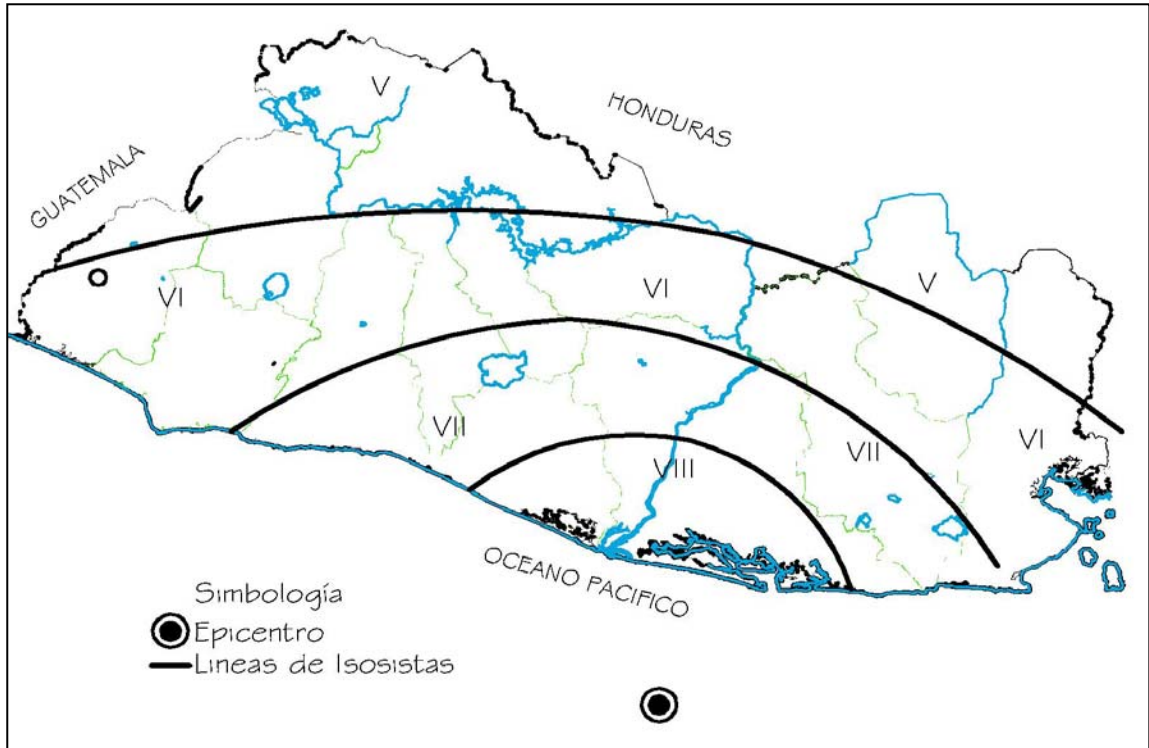 V
HONDURAS
GUATEMALA
V
VI
VI
VII
VII
VI
VIII
OCEANO PACIFICO
Simbología
Epicentro
Lineas de Isosistas